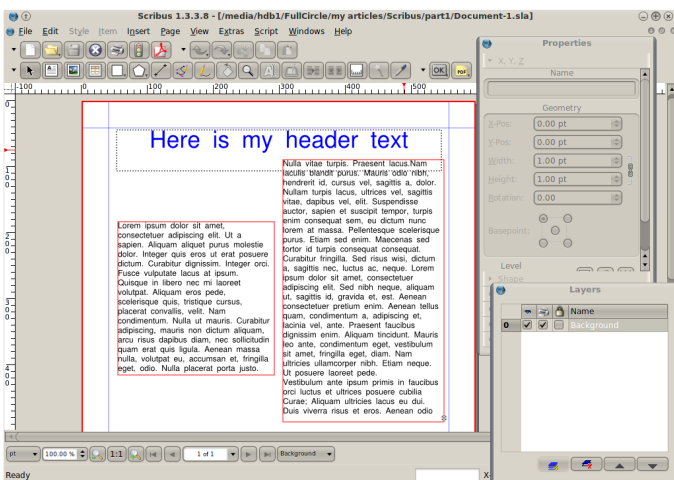 Scribus 1.3.3.8 - [/media/hdb1/FullCircle/my articles/Scribus/part1/Document-1.sla]
File Edit Style Item Insert Page View Extras Script Windows Help
OK PDF
-100 0 100 200 300 400 500
0
100
200
300
400
Here is my header text
Lorem ipsum dolor sit amet,
consectetuer adipiscing elit. Ut a
sapien. Aliquam aliquet purus molestie
dolor. Integer quis eros ut erat posuere
dictum. Curabitur dignissim. Integer orci.
Fusce vulputate lacus at ipsum.
Quisque in libero nec mi laoreet
volutpat. Aliquam eros pede,
scelerisque quis, tristique cursus,
placerat convallis, velit. Nam
condimentum. Nulla ut mauris. Curabitur
adipiscing, mauris non dictum aliquam,
arcu risus dapibus diam, nec sollicitudin
quam erat quis ligula. Aenean massa
nulla, volutpat eu, accumsan et, fringilla
eget, odio. Nulla placerat porta justo.
Nulla vitae turpis. Praesent lacus.Nam
iaculis blandit purus. Mauris odio nibh,
hendrerit id, cursus vel, sagittis a, dolor.
Nullam turpis lacus, ultrices vel, sagittis
vitae, dapibus vel, elit. Suspendisse
auctor, sapien et suscipit tempor, turpis
enim consequat sem, eu dictum nunc
lorem at massa. Pellentesque scelerisque
purus. Etiam sed enim. Maecenas sed
tortor id turpis consequat consequat.
Curabitur fringilla. Sed risus wisi, dictum
a, sagittis nec, luctus ac, neque. Lorem
ipsum dolor sit amet, consectetuer
adipiscing elit. Sed nibh neque, aliquam
ut, sagittis id, gravida et, est. Aenean
consectetuer pretium enim. Aenean tellus
quam, condimentum a, adipiscing et,
lacinia vel, ante. Praesent faucibus
dignissim enim. Aliquam tincidunt. Mauris
leo ante, condimentum eget, vestibulum
sit amet, fringilla eget, diam. Nam
ultricies ullamcorper nibh. Etiam neque.
Ut posuere laoreet pede.
Vestibulum ante ipsum primis in faucibus
orci luctus et ultrices posuere cubilia
Curae; Aliquam ultricies lacus eu dui.
Duis viverra risus et eros. Aenean odio
Properties
X, Y, Z
Name
Geometry
X-Pos: 0.00 pt
Y-Pos: 0.00 pt
Width: 1.00 pt
Height: 1.00 pt
Rotation: 0.00
Basepoint:
Level
Shape
Layers
Name
0 Background
pt 100.00 % 1:1 1 of 1 Background
Ready X: